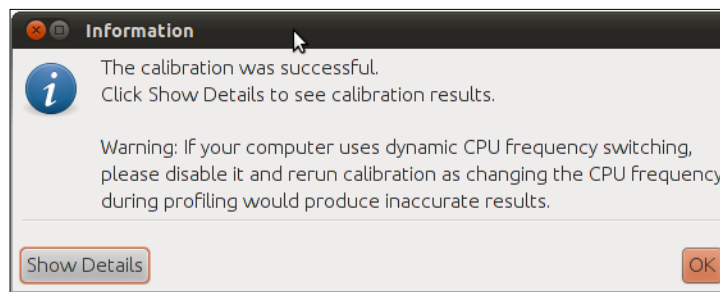 Information
The calibration was successful.
Click Show Details to see calibration results.
Warning: If your computer uses dynamic CPU frequency switching,
please disable it and rerun calibration as changing the CPU frequency
during profiling would produce inaccurate results.
Show Details
OK